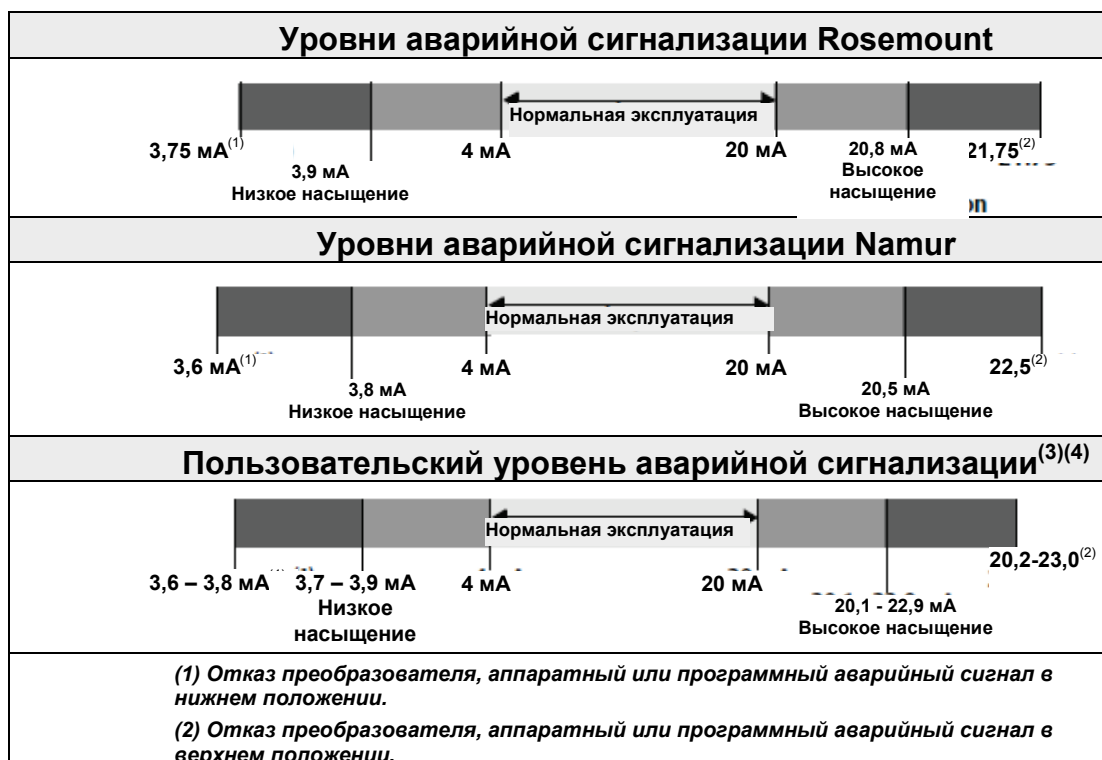 Уровни аварийной сигнализации Rosemount
Нормальная эксплуатация
3,75 мА(1)
4 мА
20 мА
20,8 мА
21,75(2)
3,9 мА
Высокое
Низкое насыщение
насыщение
on
Уровни аварийной сигнализации Namur
Нормальная эксплуатация
3,6 мА(1)
4 мА
20 мА
22,5(2)
3,8 мА
20,5 мА
Низкое насыщение
Высокое насыщение
Пользовательский уровень аварийной сигнализации(3)(4)
Нормальная эксплуатация
20,2-23,0(2)
3,6 – 3,8 мА
3,7 – 3,9 мА
4 мА
20 мА
Низкое
20,1 - 22,9 мА
насыщение
Высокое насыщение
(1) Отказ преобразователя, аппаратный или программный аварийный сигнал в
нижнем положении.
(2) Отказ преобразователя, аппаратный или программный аварийный сигнал в
верхнем положении.